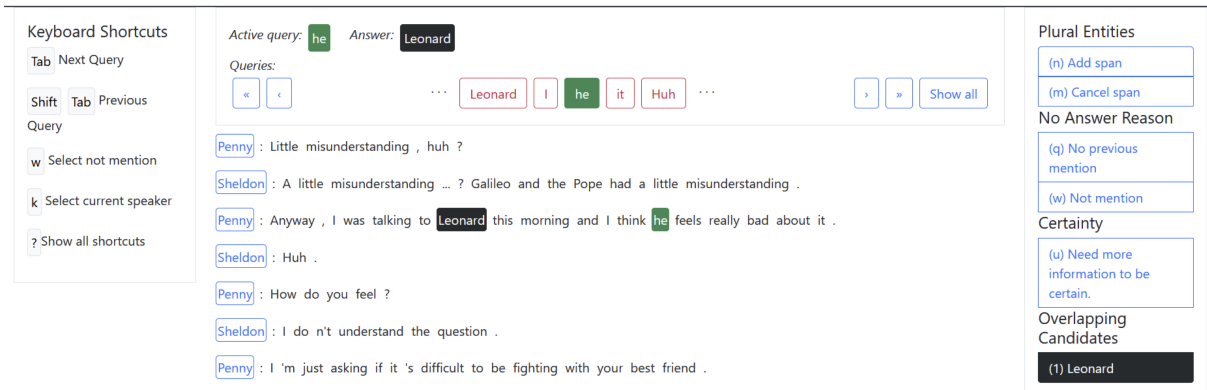 Keyboard Shortcuts
Tab Next Query
Shift Tab Previous
Query
w Select not mention
k Select current speaker
? Show all shortcuts
Active query: he Answer: Leonard
Queries:
« ‹ ··· Leonard I he it Huh ··· › » Show all
Penny : Little misunderstanding , huh ?
Sheldon : A little misunderstanding ... ? Galileo and the Pope had a little misunderstanding .
Penny : Anyway , I was talking to Leonard this morning and I think he feels really bad about it .
Sheldon : Huh .
Penny : How do you feel ?
Sheldon : I do n't understand the question .
Penny : I 'm just asking if it 's difficult to be fighting with your best friend .
Plural Entities
(n) Add span
(m) Cancel span
No Answer Reason
(q) No previous
mention
(w) Not mention
Certainty
(u) Need more
information to be
certain.
Overlapping
Candidates
(1) Leonard